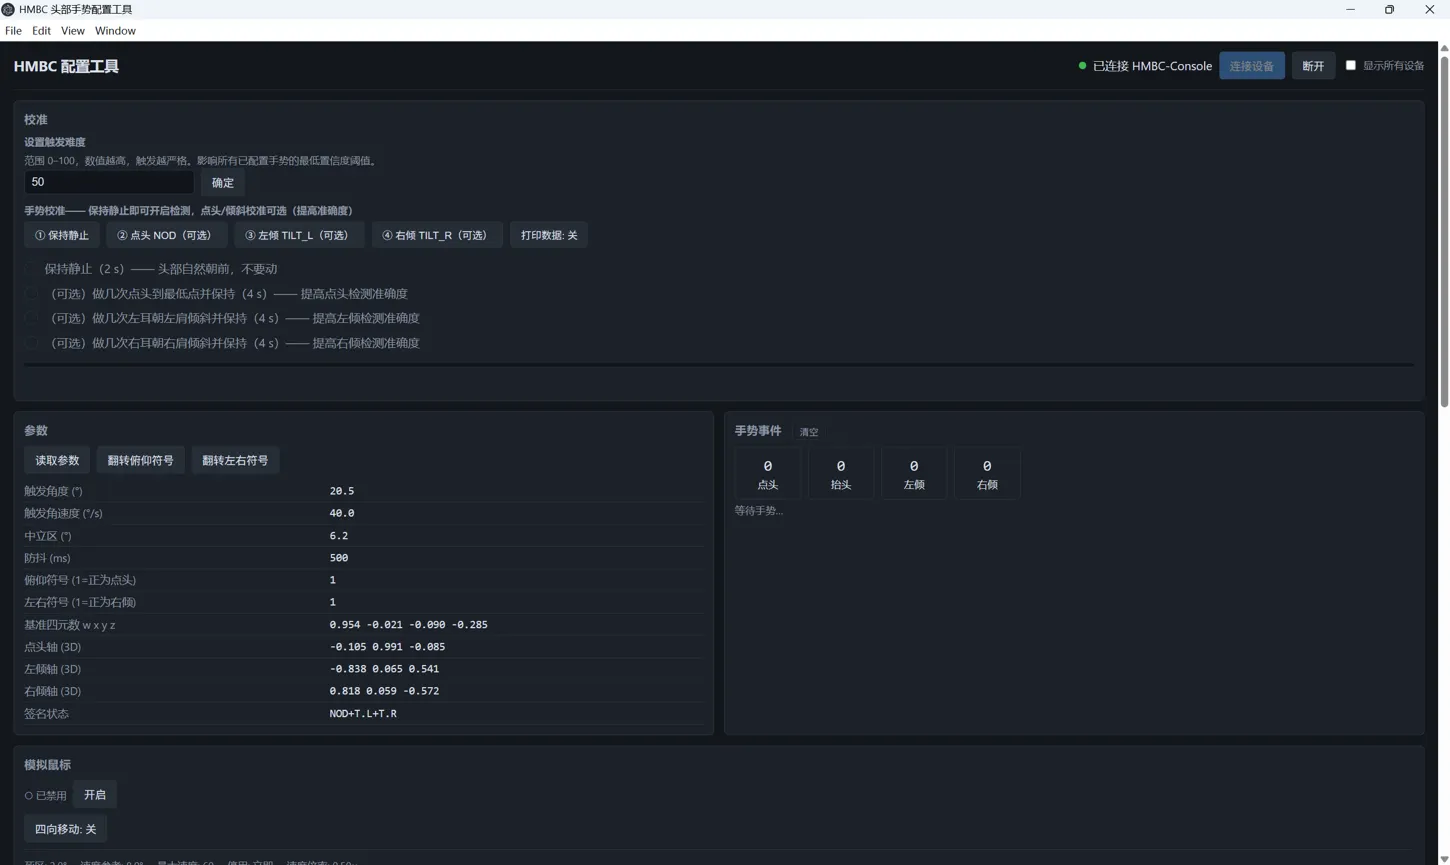 HMBC 头部手势配置工具
File Edit View Window
HMBC 配置工具
已连接 HMBC-Console 连接设备 断开 显示所有设备
校准
设置触发难度
范围 0–100，数值越高，触发越严格。影响所有已配置手势的最低置信度阈值。
50 确定
手势校准—— 保持静止即可开启检测，点头/倾斜校准可选（提高准确度）
① 保持静止 ② 点头 NOD（可选） ③ 左倾 TILT_L（可选） ④ 右倾 TILT_R（可选） 打印数据: 关
保持静止（2 s）—— 头部自然朝前，不要动
（可选）做几次点头到最低点并保持（4 s）—— 提高点头检测准确度
（可选）做几次左耳朝左肩倾斜并保持（4 s）—— 提高左倾检测准确度
（可选）做几次右耳朝右肩倾斜并保持（4 s）—— 提高右倾检测准确度
参数
读取参数 翻转俯仰符号 翻转左右符号
触发角度 (°) 20.5
触发角速度 (°/s) 40.0
中立区 (°) 6.2
防抖 (ms) 500
俯仰符号 (1=正为点头) 1
左右符号 (1=正为右倾) 1
基准四元数 w x y z 0.954 -0.021 -0.090 -0.285
点头轴 (3D) -0.105 0.991 -0.085
左倾轴 (3D) -0.838 0.065 0.541
右倾轴 (3D) 0.818 0.059 -0.572
签名状态 NOD+T.L+T.R
手势事件 清空
0 0 0 0
点头 抬头 左倾 右倾
等待手势...
模拟鼠标
已禁用 开启
四向移动: 关